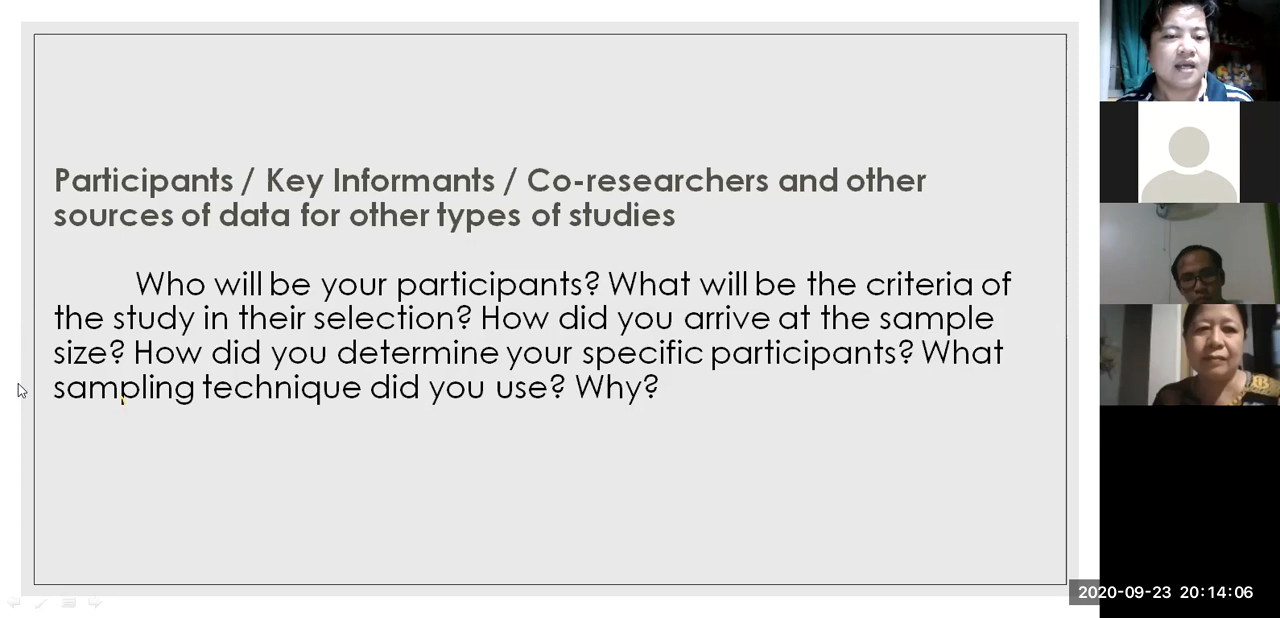 Participants / Key Informants / Co-researchers and other
sources of data for other types of studies
Who will be your participants? What will be the criteria of
the study in their selection? How did you arrive at the sample
size? How did you determine your specific participants? What
sampling technique did you use? Why?
2020-09-23 20:14:06